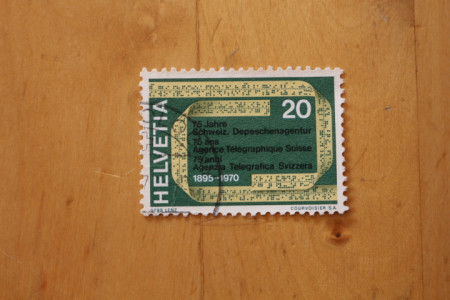 HELVETIA
20
75 Jahre
Schweiz. Depeschenagentur
75 ans
Agence Télégraphique Suisse
75 anni
Agenzia Telegrafica Svizzera
1895–1970
COURVOISIER S.A.